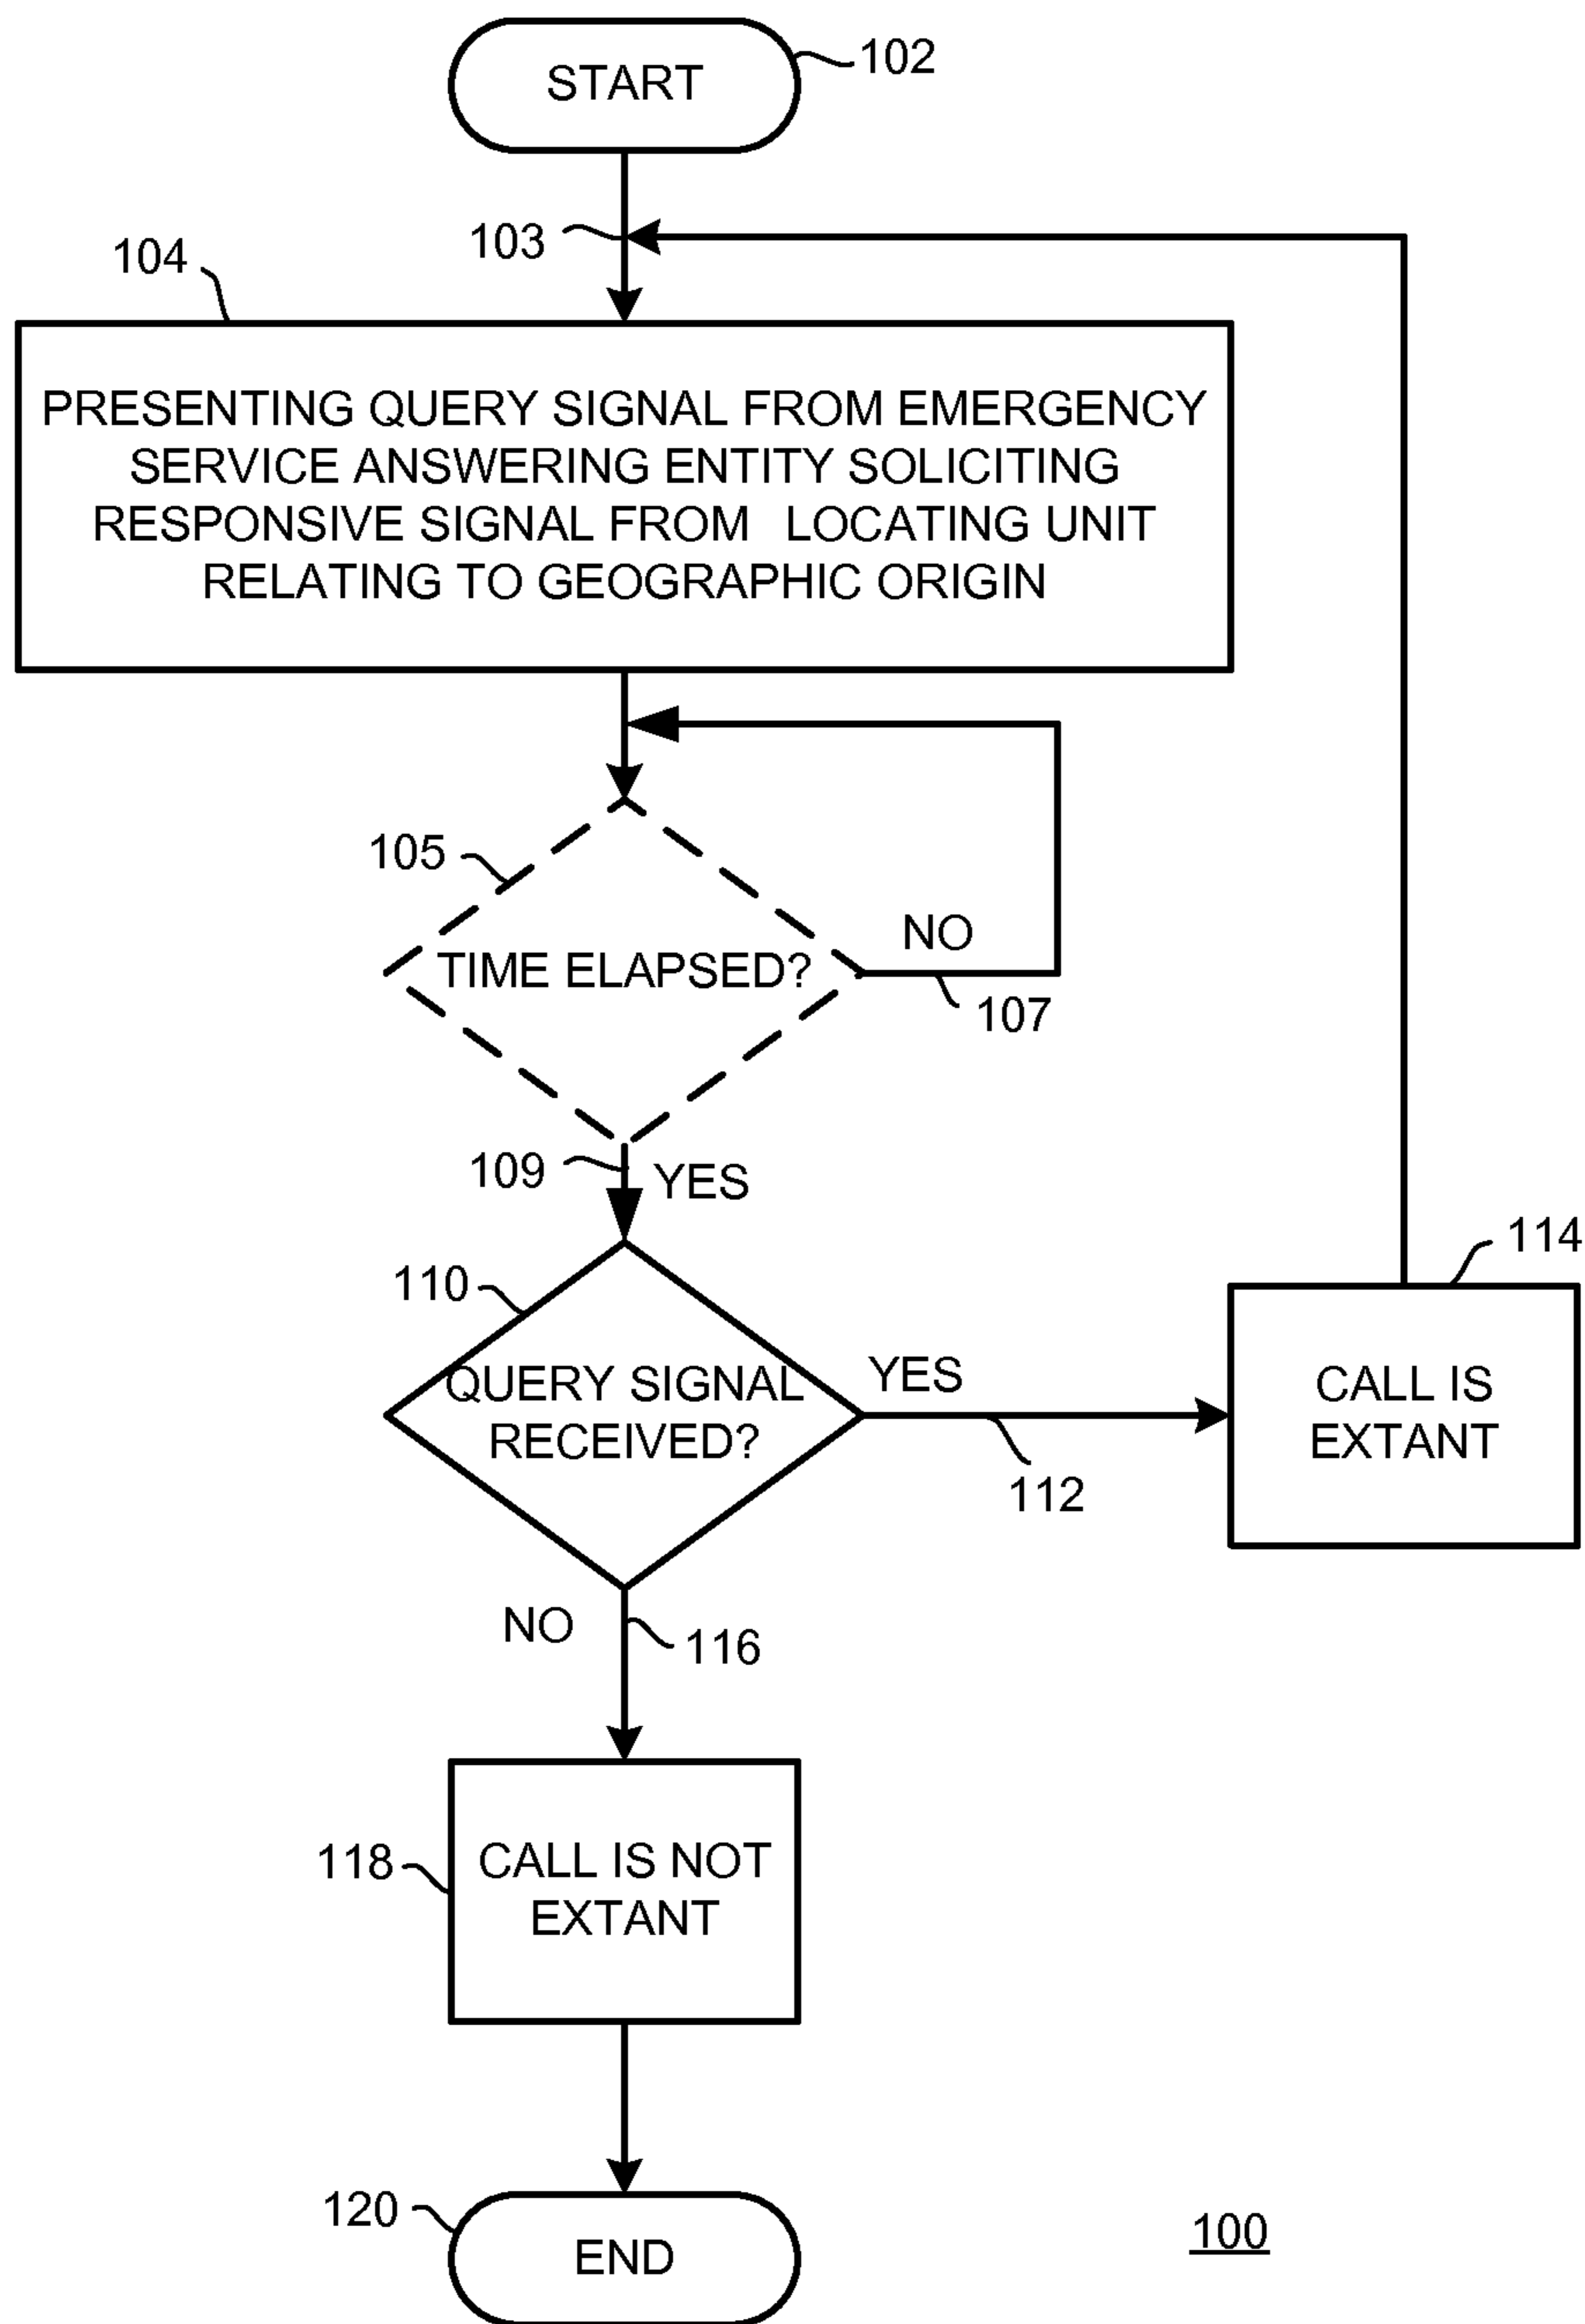 START
102
103
104
PRESENTING QUERY SIGNAL FROM EMERGENCY
SERVICE ANSWERING ENTITY SOLICITING
RESPONSIVE SIGNAL FROM LOCATING UNIT
RELATING TO GEOGRAPHIC ORIGIN
105
NO
TIME ELAPSED?
107
109
YES
110
114
QUERY SIGNAL
RECEIVED?
YES
112
CALL IS
EXTANT
NO
116
118
CALL IS NOT
EXTANT
120
END
100